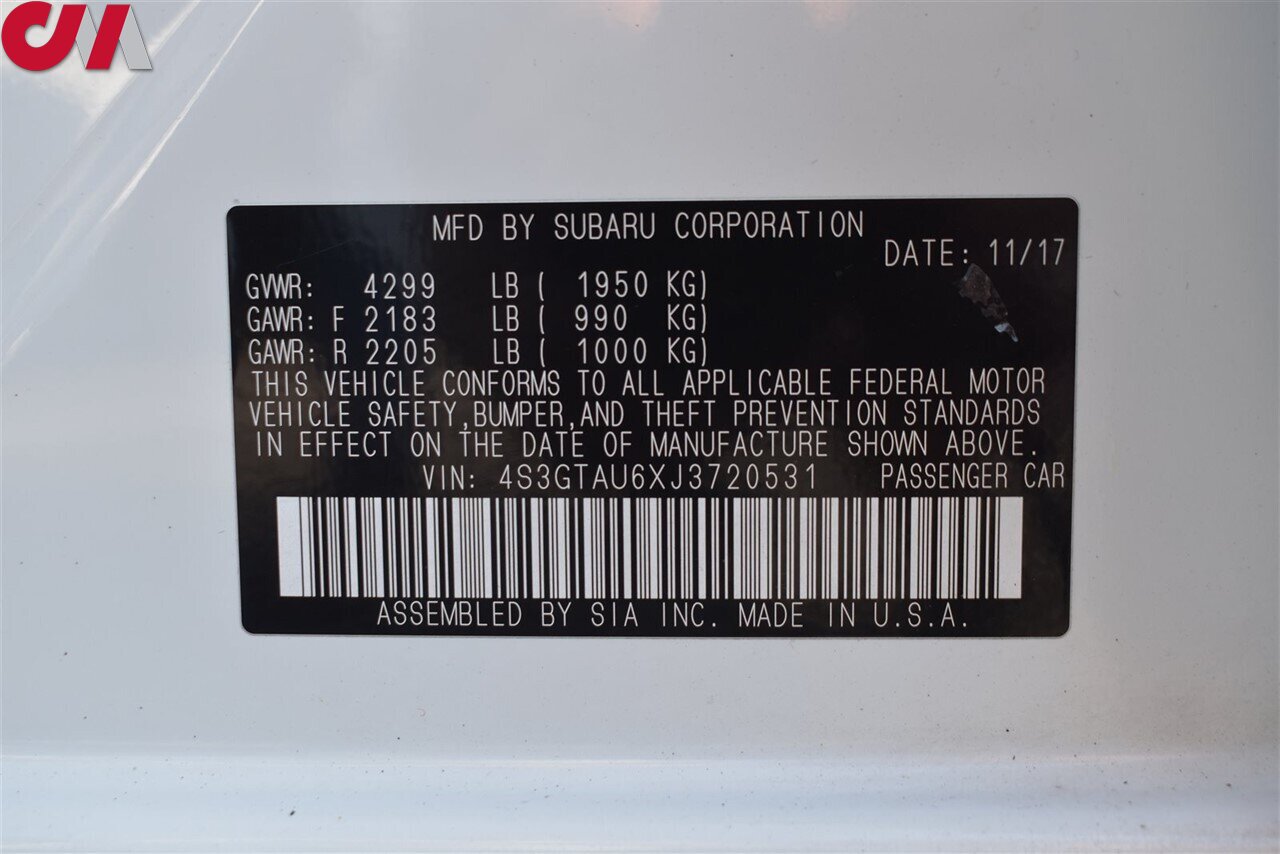 CM
MFD BY SUBARU CORPORATION
DATE: 11/17
GVWR: 4299 LB ( 1950 KG)
GAWR: F 2183 LB ( 990 KG)
GAWR: R 2205 LB ( 1000 KG)
THIS VEHICLE CONFORMS TO ALL APPLICABLE FEDERAL MOTOR
VEHICLE SAFETY,BUMPER,AND THEFT PREVENTION STANDARDS
IN EFFECT ON THE DATE OF MANUFACTURE SHOWN ABOVE.
VIN: 4S3GTAU6XJ3720531 PASSENGER CAR
ASSEMBLED BY SIA INC. MADE IN U.S.A.